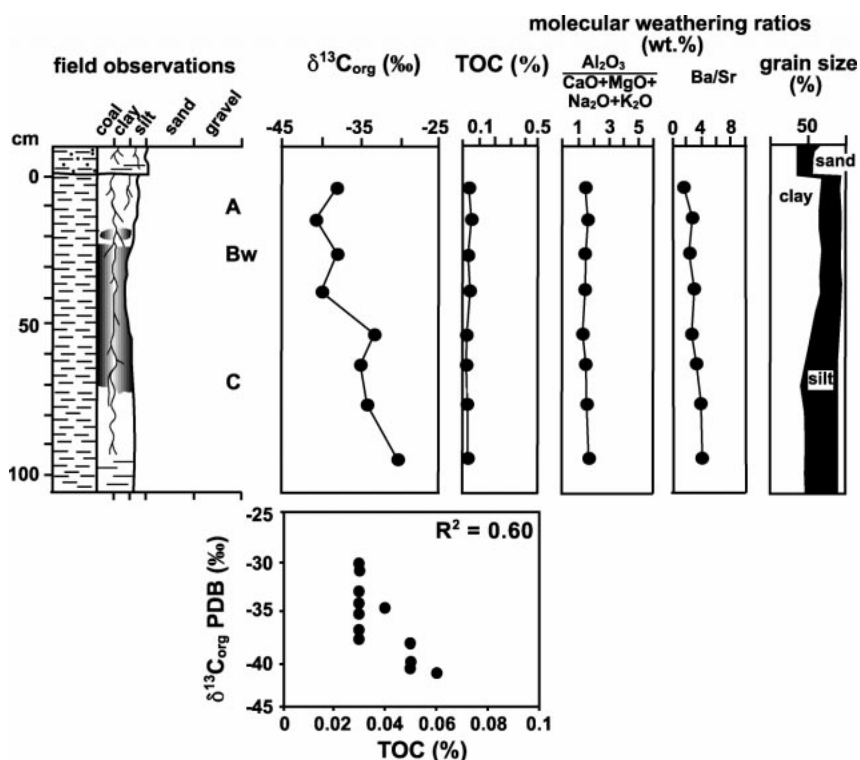 molecular weathering ratios
(wt.%)
field observations
δ¹³Corg (‰)
TOC (%)
Al₂O₃
CaO+MgO+
Na₂O+K₂O
Ba/Sr
grain size
(%)
coal
clay
silt
sand
gravel
cm
-45 -35 -25
0.1 0.5
1 3 5
0 4 8
50
0
50
100
A
Bw
C
sand
clay
silt
R² = 0.60
δ¹³Corg PDB (‰)
-25
-30
-35
-40
-45
0 0.02 0.04 0.06 0.08 0.1
TOC (%)